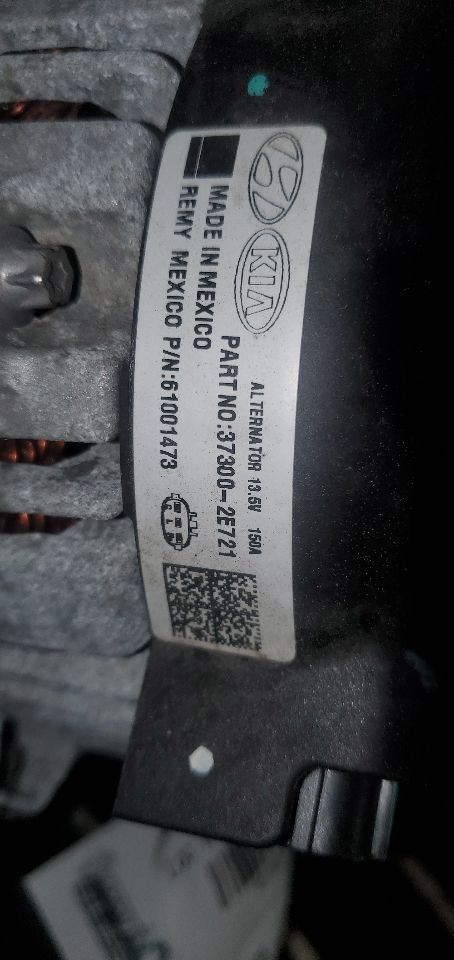 KIA
ALTERNATOR 13.5V 150A
PART NO:37300-2E721
MADE IN MEXICO
REMY MEXICO P/N:61001473